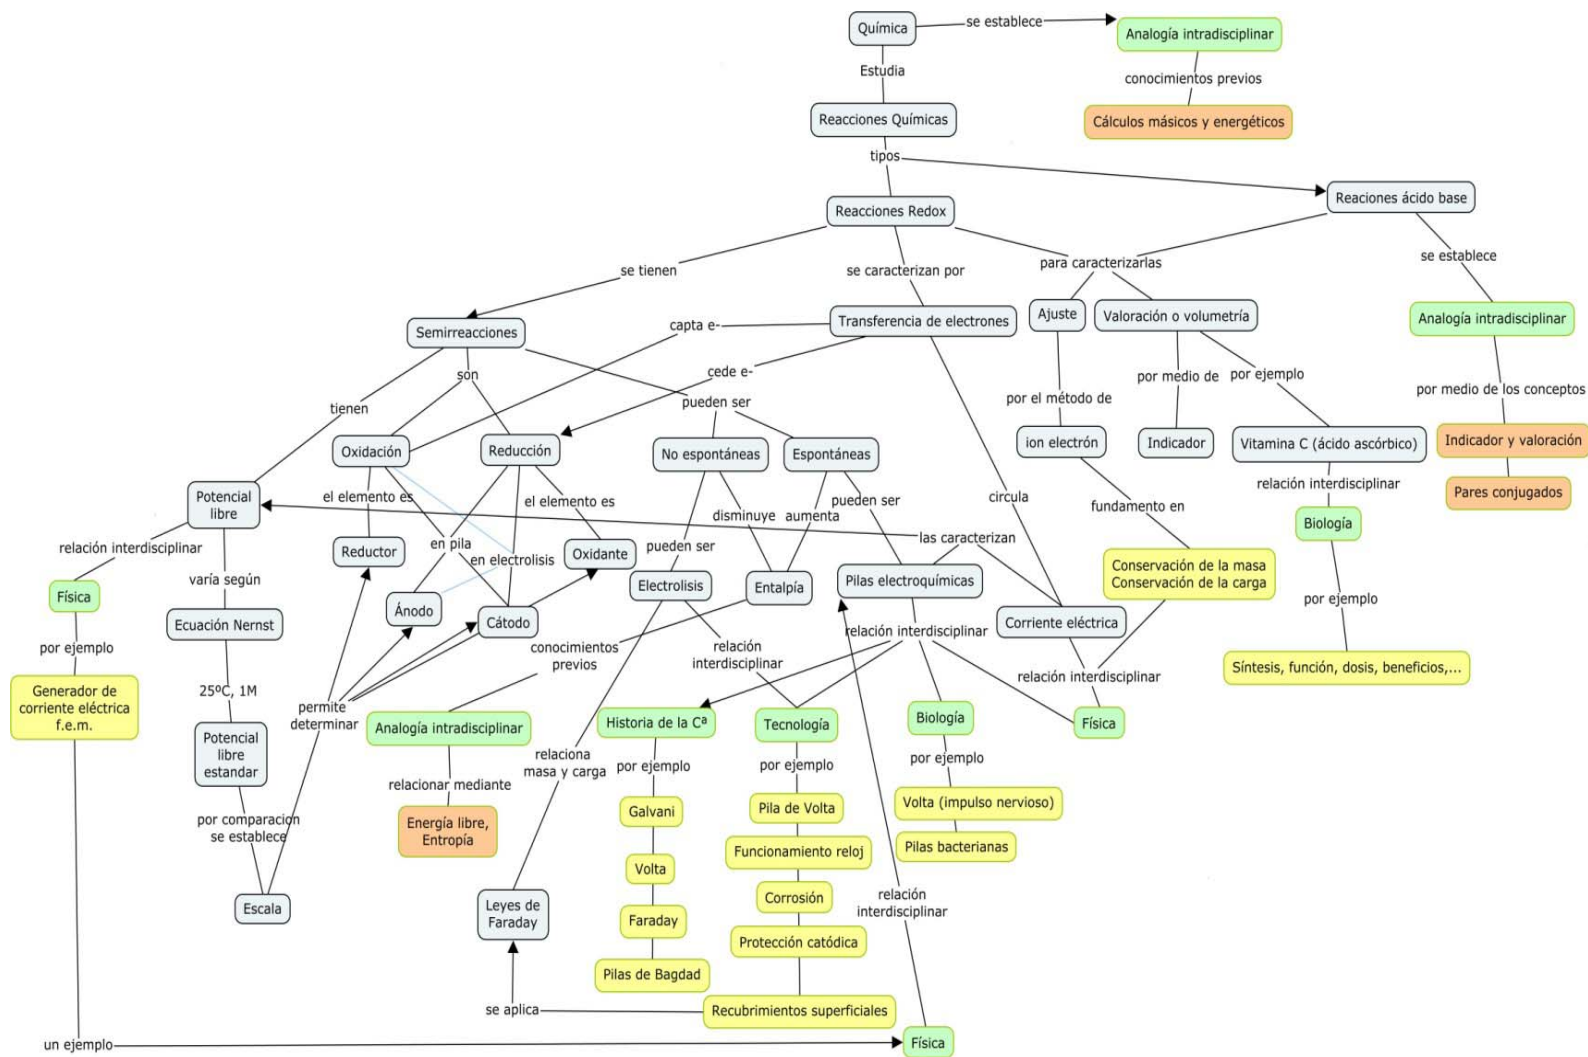 Química
se establece
Analogía intradisciplinar
Estudia
conocimientos previos
Reacciones Químicas
Cálculos másicos y energéticos
tipos
Reacciones Redox
Reaciones ácido base
se tienen
se caracterizan por
para caracterizarlas
se establece
Semirreacciones
capta e-
Transferencia de electrones
Ajuste
Valoración o volumetría
Analogía intradisciplinar
son
cede e-
por medio de
por ejemplo
por medio de los conceptos
tienen
pueden ser
por el método de
Oxidación
Reducción
No espontáneas
Espontáneas
ion electrón
Indicador
Vitamina C (ácido ascórbico)
Indicador y valoración
Potencial
libre
el elemento es
el elemento es
pueden ser
circula
relación interdisciplinar
Pares conjugados
disminuye
aumenta
fundamento en
Biología
relación interdisciplinar
Reductor
en pila
en electrolisis
Oxidante
pueden ser
las caracterizan
varía según
Física
Ánodo
Cátodo
Electrolisis
Entalpía
Pilas electroquímicas
Conservación de la masa
Conservación de la carga
por ejemplo
Ecuación Nernst
Corriente eléctrica
relación interdisciplinar
por ejemplo
conocimientos
previos
relación
interdisciplinar
relación interdisciplinar
Síntesis, función, dosis, beneficios,...
Generador de
corriente eléctrica
f.e.m.
25ºC, 1M
permite
determinar
Analogía intradisciplinar
Historia de la Cª
Tecnología
Biología
Física
Potencial
libre
estandar
relaciona
masa y carga
por ejemplo
por ejemplo
por ejemplo
relacionar mediante
Energía libre,
Entropía
Galvani
Pila de Volta
Volta (impulso nervioso)
por comparacion
se establece
Funcionamiento reloj
Pilas bacterianas
Volta
Escala
Leyes de
Faraday
Corrosión
relación
interdisciplinar
Faraday
Protección catódica
Pilas de Bagdad
se aplica
Recubrimientos superficiales
un ejemplo
Física